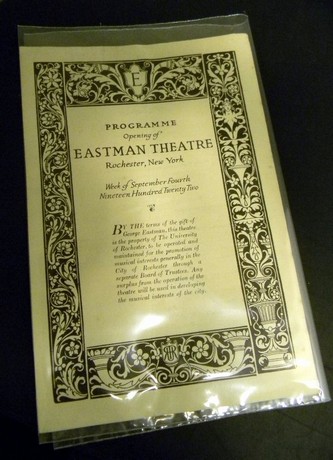 E
PROGRAMME
Opening of
EASTMAN THEATRE
Rochester, New York
Week of September Fourth
Nineteen Hundred Twenty Two
BY THE terms of the gift of
George Eastman, this theatre
is the property of The University
of Rochester, to be operated and
maintained for the promotion of
musical interests generally in the
City of Rochester through a
separate Board of Trustees. Any
surplus from the operation of the
theatre will be used in developing
the musical interests of the city.